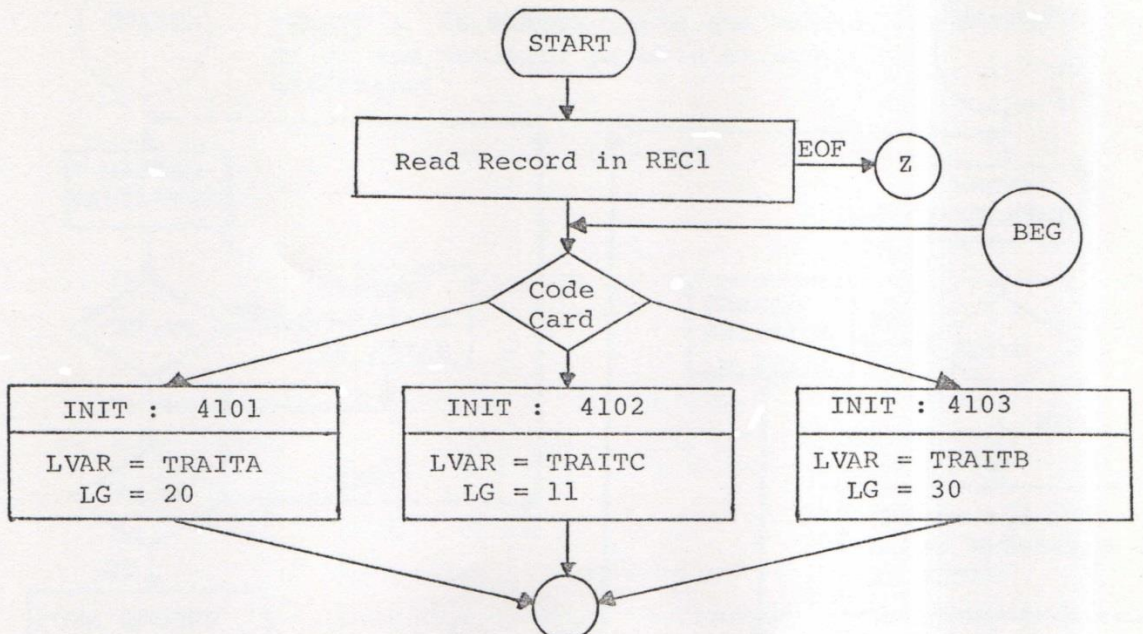 START
Read Record in REC1
EOF
Z
BEG
Code
Card
INIT : 4101
LVAR = TRAITA
LG = 20
INIT : 4102
LVAR = TRAITC
LG = 11
INIT : 4103
LVAR = TRAITB
LG = 30